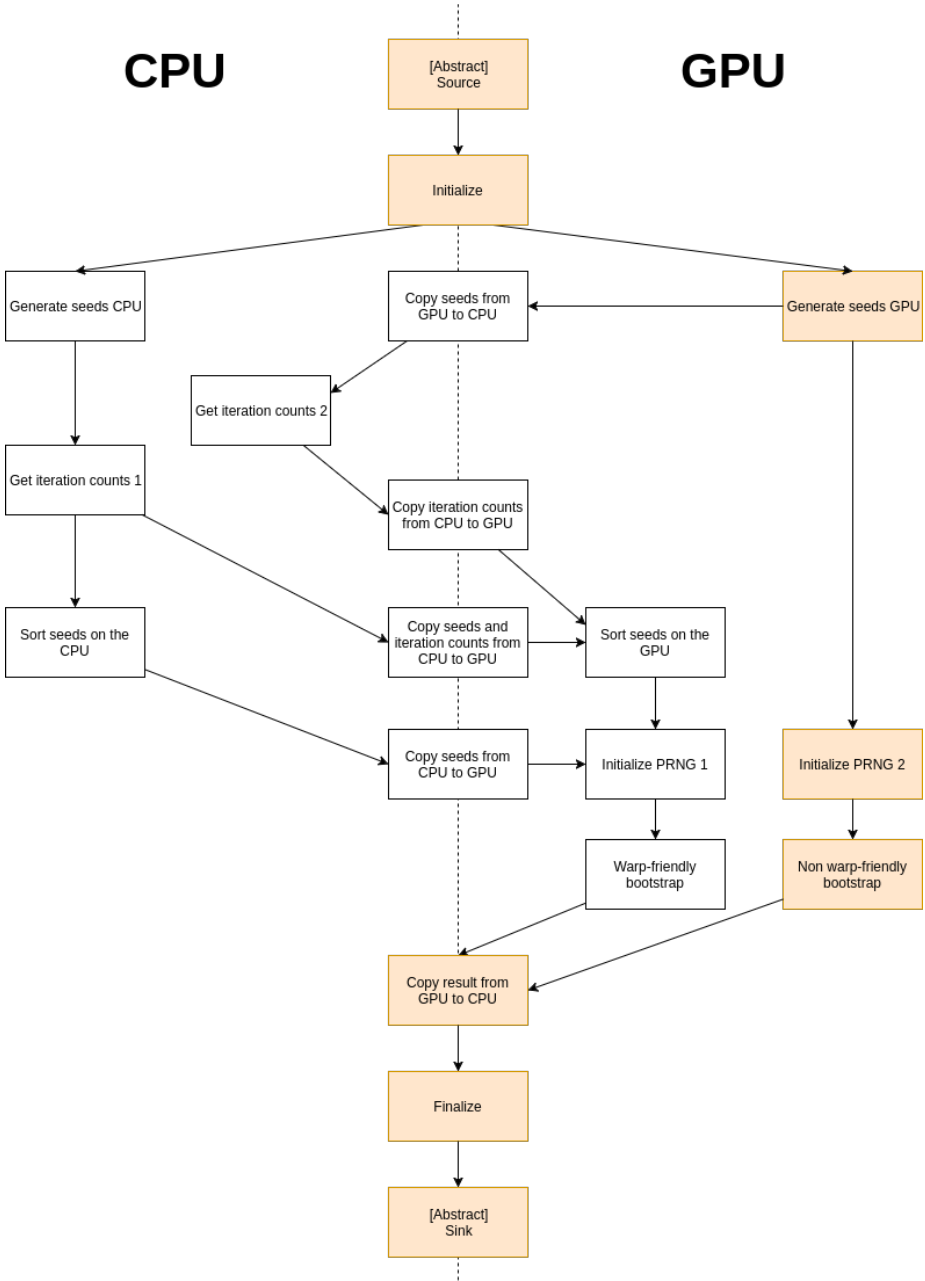 CPU
GPU
[Abstract]
Source
Initialize
Generate seeds CPU
Copy seeds from
GPU to CPU
Generate seeds GPU
Get iteration counts 2
Get iteration counts 1
Copy iteration counts
from CPU to GPU
Sort seeds on the
CPU
Copy seeds and
iteration counts from
CPU to GPU
Sort seeds on the
GPU
Copy seeds from
CPU to GPU
Initialize PRNG 1
Initialize PRNG 2
Warp-friendly
bootstrap
Non warp-friendly
bootstrap
Copy result from
GPU to CPU
Finalize
[Abstract]
Sink